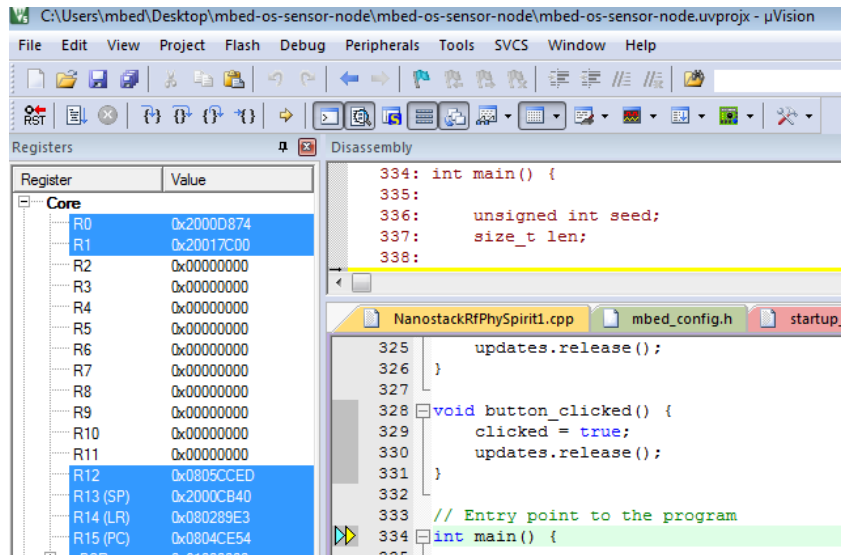 C:\Users\mbed\Desktop\mbed-os-sensor-node\mbed-os-sensor-node\mbed-os-sensor-node.uvprojx - µVision
File Edit View Project Flash Debug Peripherals Tools SVCS Window Help
RST
Registers
Register Value
Core
R0 0x2000D874
R1 0x20017C00
R2 0x00000000
R3 0x00000000
R4 0x00000000
R5 0x00000000
R6 0x00000000
R7 0x00000000
R8 0x00000000
R9 0x00000000
R10 0x00000000
R11 0x00000000
R12 0x0805CCED
R13 (SP) 0x2000CB40
R14 (LR) 0x080289E3
R15 (PC) 0x0804CE54
Disassembly
334: int main() {
335:
336: unsigned int seed;
337: size_t len;
338:
NanostackRfPhySpirit1.cpp mbed_config.h startup_
325 updates.release();
326 }
327
328 void button_clicked() {
329 clicked = true;
330 updates.release();
331 }
332
333 // Entry point to the program
334 int main() {